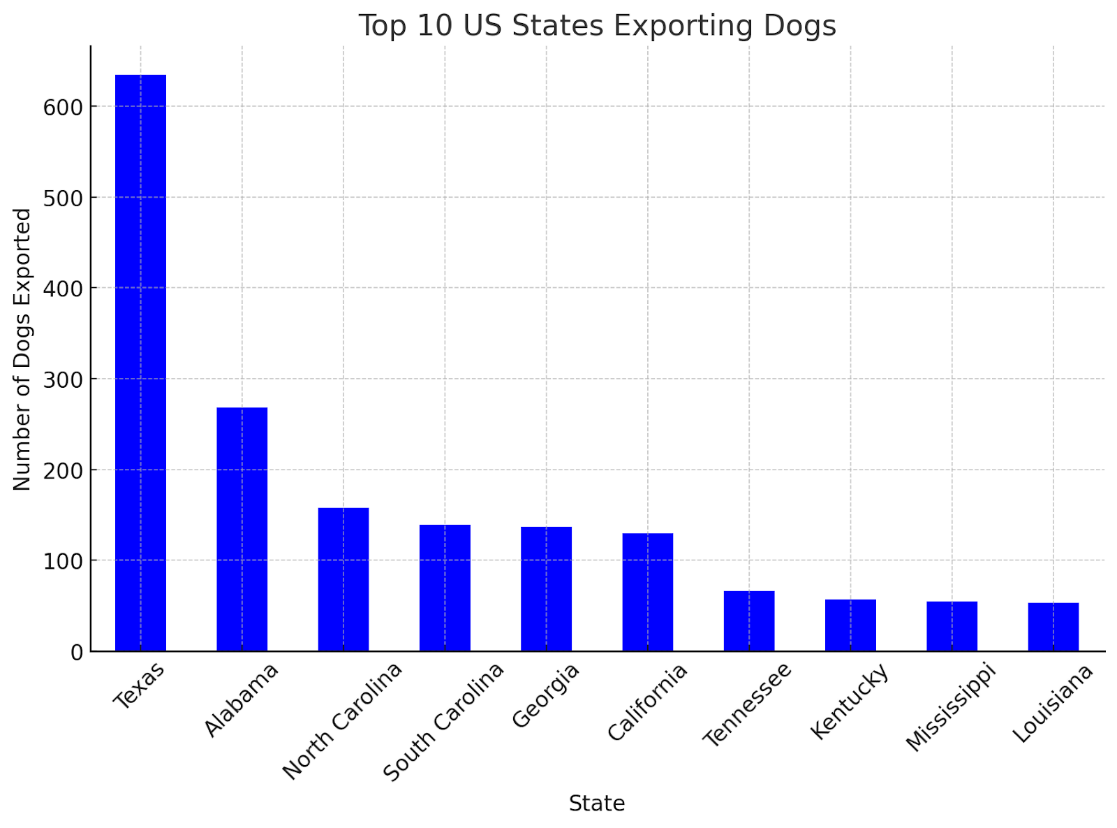 Top 10 US States Exporting Dogs
Number of Dogs Exported
600
500
400
300
200
100
0
Texas
Alabama
North Carolina
South Carolina
Georgia
California
Tennessee
Kentucky
Mississippi
Louisiana
State